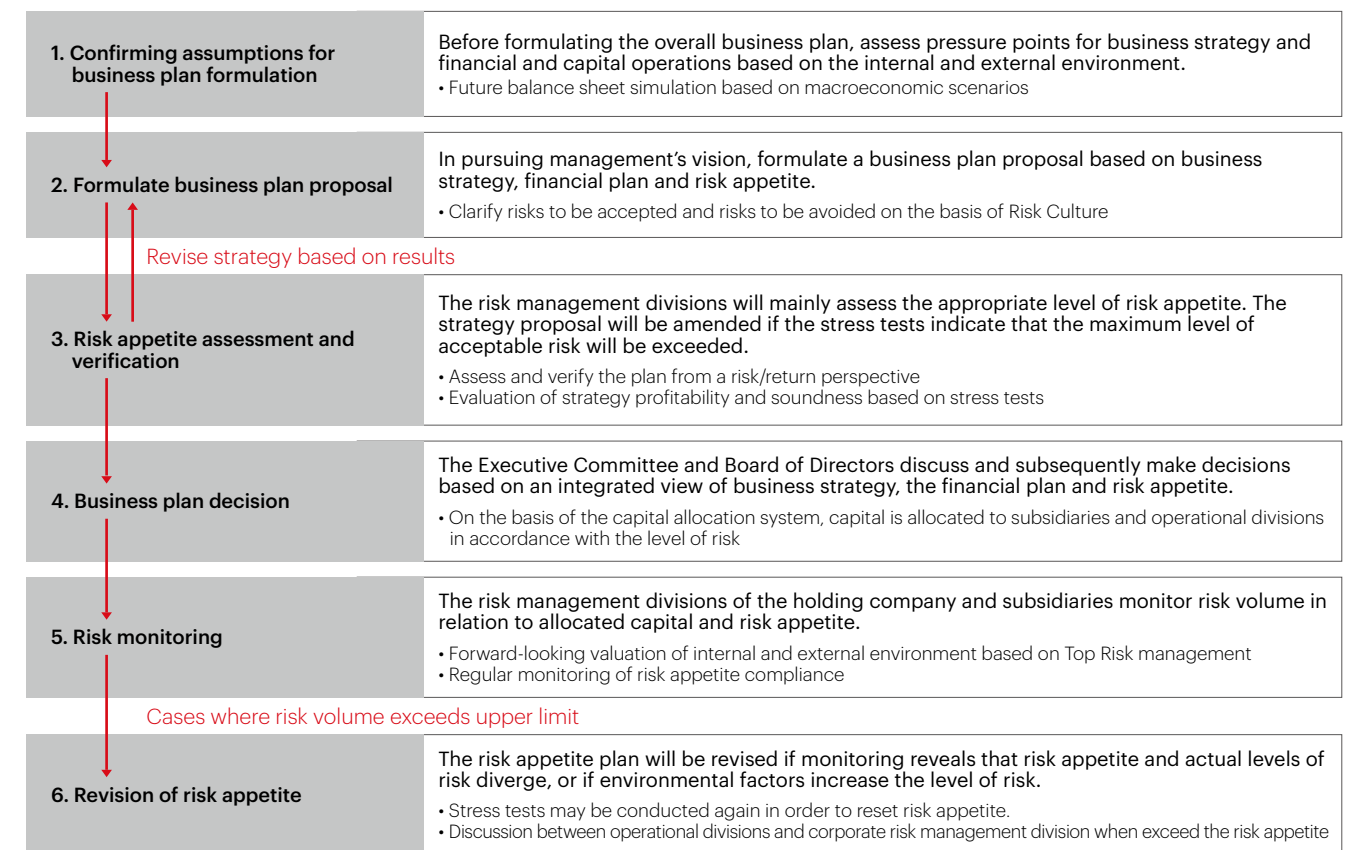 1. Confirming assumptions for
business plan formulation
Before formulating the overall business plan, assess pressure points for business strategy and
financial and capital operations based on the internal and external environment.
• Future balance sheet simulation based on macroeconomic scenarios
2. Formulate business plan proposal
In pursuing management's vision, formulate a business plan proposal based on business
strategy, financial plan and risk appetite.
• Clarify risks to be accepted and risks to be avoided on the basis of Risk Culture
Revise strategy based on results
3. Risk appetite assessment and
verification
The risk management divisions will mainly assess the appropriate level of risk appetite. The
strategy proposal will be amended if the stress tests indicate that the maximum level of
acceptable risk will be exceeded.
• Assess and verify the plan from a risk/return perspective
• Evaluation of strategy profitability and soundness based on stress tests
4. Business plan decision
The Executive Committee and Board of Directors discuss and subsequently make decisions
based on an integrated view of business strategy, the financial plan and risk appetite.
• On the basis of the capital allocation system, capital is allocated to subsidiaries and operational divisions
in accordance with the level of risk
5. Risk monitoring
The risk management divisions of the holding company and subsidiaries monitor risk volume in
relation to allocated capital and risk appetite.
• Forward-looking valuation of internal and external environment based on Top Risk management
• Regular monitoring of risk appetite compliance
Cases where risk volume exceeds upper limit
6. Revision of risk appetite
The risk appetite plan will be revised if monitoring reveals that risk appetite and actual levels of
risk diverge, or if environmental factors increase the level of risk.
• Stress tests may be conducted again in order to reset risk appetite.
• Discussion between operational divisions and corporate risk management division when exceed the risk appetite